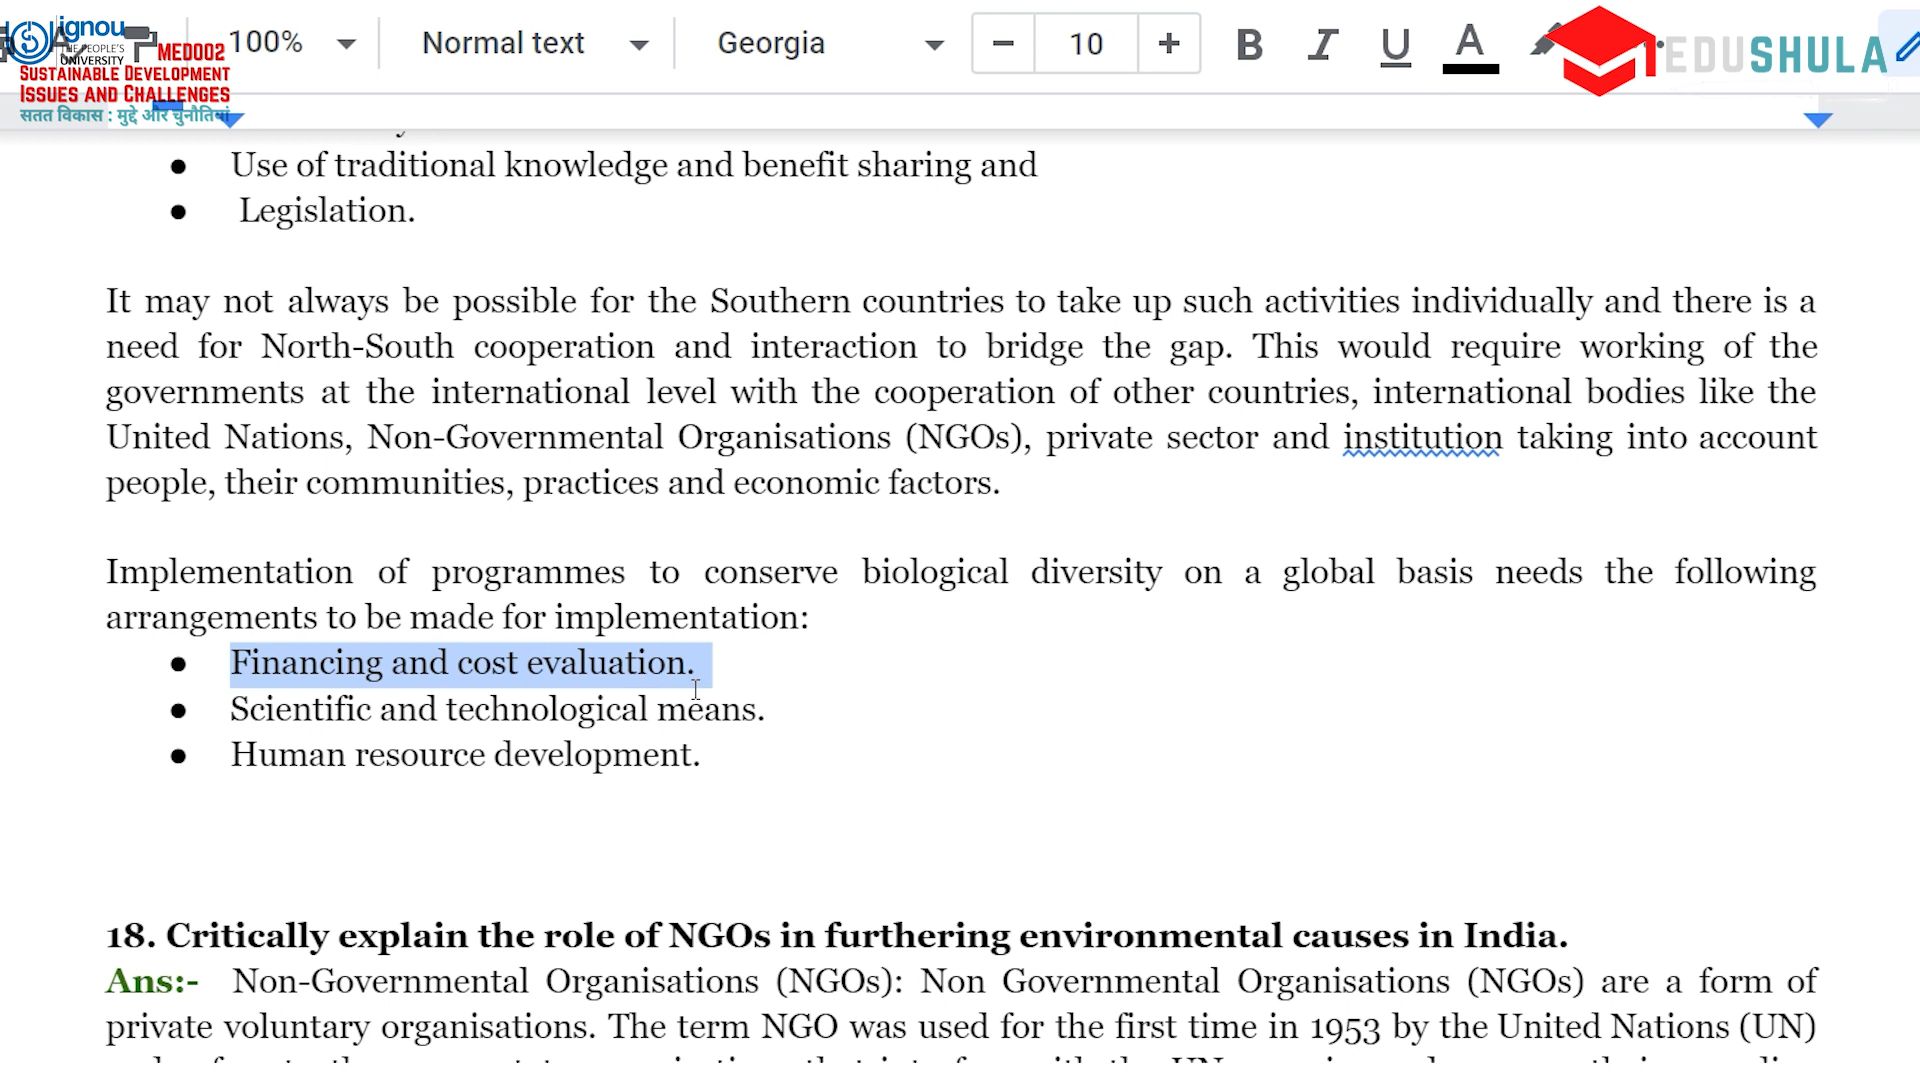 ignou
THE PEOPLE'S
UNIVERSITY
MED002
SUSTAINABLE DEVELOPMENT
ISSUES AND CHALLENGES
सतत विकास : मुद्दे और चुनौतियां
100% Normal text Georgia 10 B I U A
EDUSHULA
● Use of traditional knowledge and benefit sharing and
● Legislation.
It may not always be possible for the Southern countries to take up such activities individually and there is a
need for North-South cooperation and interaction to bridge the gap. This would require working of the
governments at the international level with the cooperation of other countries, international bodies like the
United Nations, Non-Governmental Organisations (NGOs), private sector and institution taking into account
people, their communities, practices and economic factors.
Implementation of programmes to conserve biological diversity on a global basis needs the following
arrangements to be made for implementation:
● Financing and cost evaluation.
● Scientific and technological means.
● Human resource development.
18. Critically explain the role of NGOs in furthering environmental causes in India.
Ans:- Non-Governmental Organisations (NGOs): Non Governmental Organisations (NGOs) are a form of
private voluntary organisations. The term NGO was used for the first time in 1953 by the United Nations (UN)